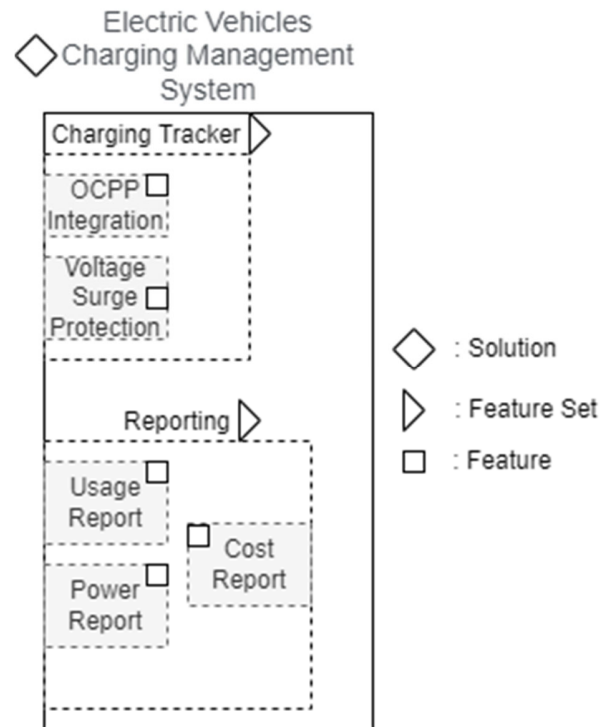 Electric Vehicles
Charging Management
System
Charging Tracker
OCPP
Integration
Voltage
Surge
Protection
Reporting
Usage
Report
Cost
Report
Power
Report
: Solution
: Feature Set
: Feature